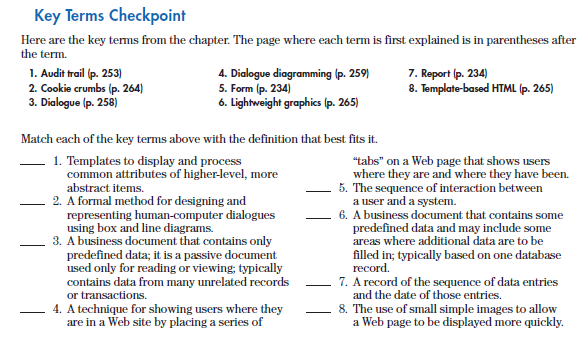 Key Terms Checkpoint
Here are the key terms from the chapter. The page where each term is first explained is in parentheses after
the term.
1. Audit trail (p. 253)
2. Cookie crumbs (p. 264)
3. Dialogue (p. 258)
4. Dialogue diagramming (p. 259)
5. Form (p. 234)
6. Lightweight graphics (p. 265)
7. Report (p. 234)
8. Template-based HTML (p. 265)
Match each of the key terms above with the definition that best fits it.
____ 1. Templates to display and process
common attributes of higher-level, more
abstract items.
____ 2. A formal method for designing and
representing human-computer dialogues
using box and line diagrams.
____ 3. A business document that contains only
predefined data; it is a passive document
used only for reading or viewing; typically
contains data from many unrelated records
or transactions.
____ 4. A technique for showing users where they
are in a Web site by placing a series of
“tabs” on a Web page that shows users
where they are and where they have been.
____ 5. The sequence of interaction between
a user and a system.
____ 6. A business document that contains some
predefined data and may include some
areas where additional data are to be
filled in; typically based on one database
record.
____ 7. A record of the sequence of data entries
and the date of those entries.
____ 8. The use of small simple images to allow
a Web page to be displayed more quickly.